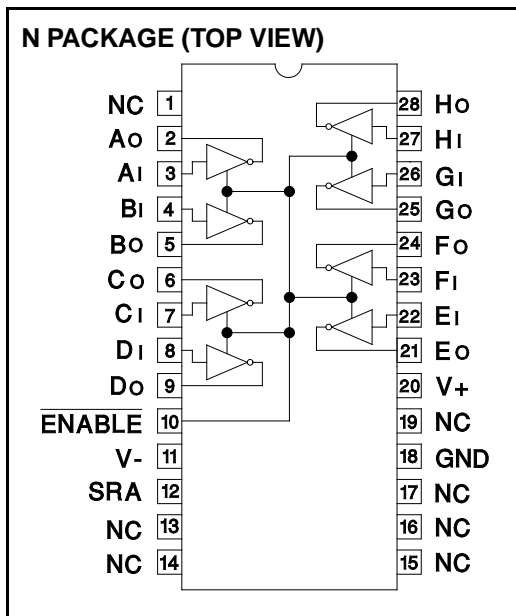 N PACKAGE (TOP VIEW)
NC 1
Ao 2
AI 3
BI 4
Bo 5
Co 6
CI 7
DI 8
Do 9
ENABLE 10
V- 11
SRA 12
NC 13
NC 14
28 Ho
27 HI
26 GI
25 Go
24 Fo
23 FI
22 EI
21 Eo
20 V+
19 NC
18 GND
17 NC
16 NC
15 NC